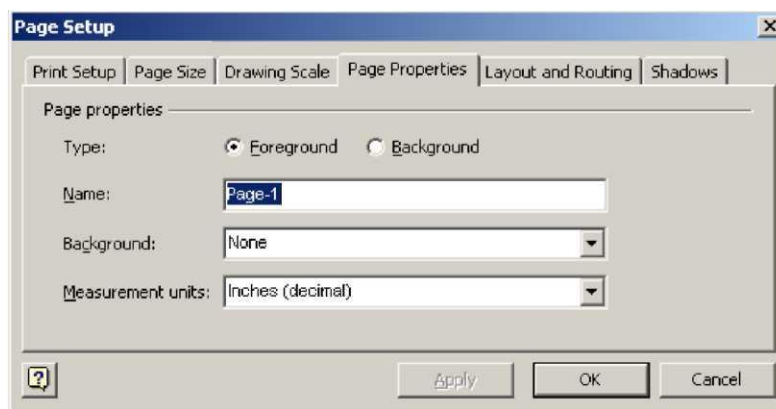 Page Setup
Print Setup Page Size Drawing Scale Page Properties Layout and Routing Shadows
Page properties
Type: Foreground Background
Name: Page-1
Background: None
Measurement units: Inches (decimal)
? Apply OK Cancel